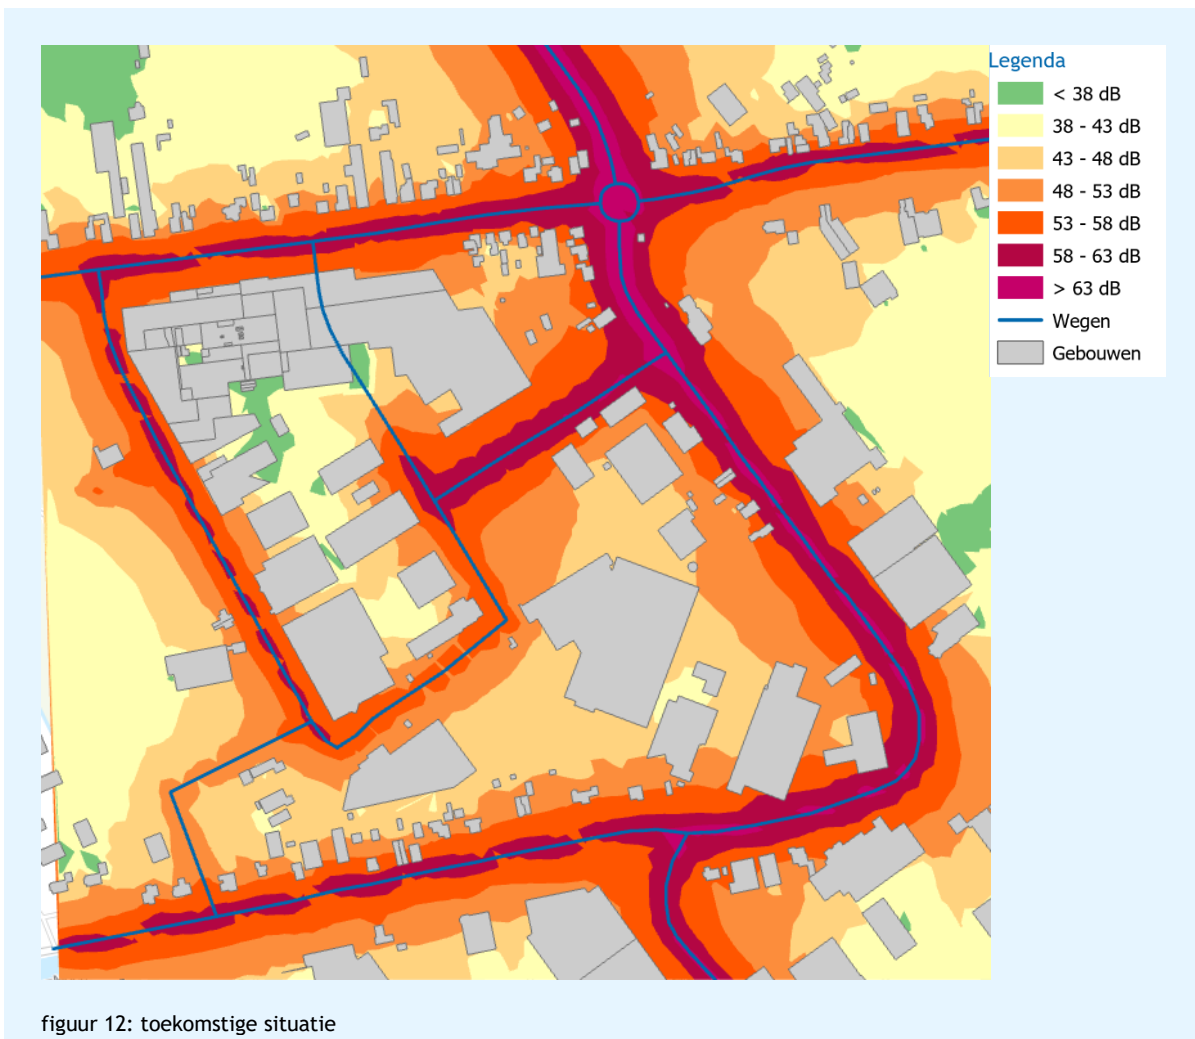 Legenda
< 38 dB
38 - 43 dB
43 - 48 dB
48 - 53 dB
53 - 58 dB
58 - 63 dB
> 63 dB
Wegen
Gebouwen
figuur 12: toekomstige situatie